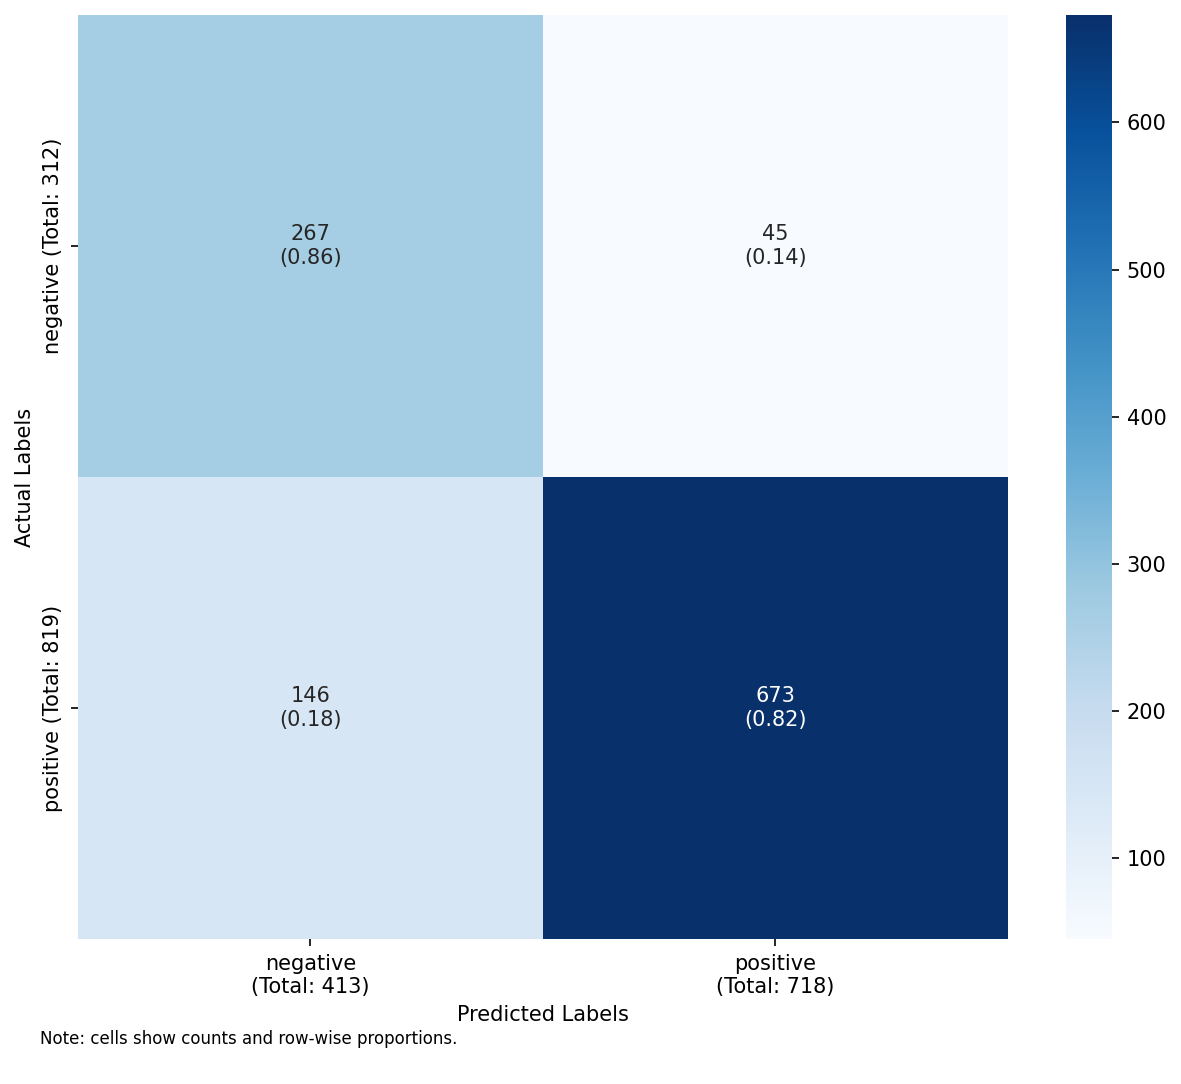 Actual Labels
negative (Total: 312)
positive (Total: 819)
267
(0.86)
45
(0.14)
146
(0.18)
673
(0.82)
600
500
400
300
200
100
negative
(Total: 413)
positive
(Total: 718)
Predicted Labels
Note: cells show counts and row-wise proportions.